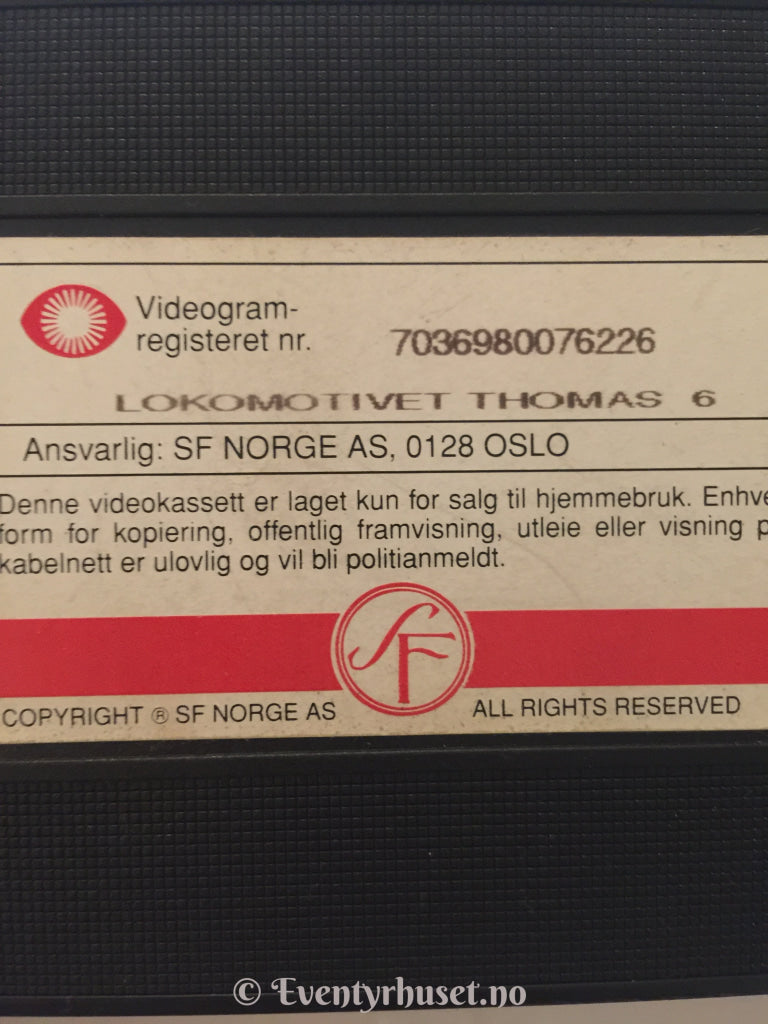 Videogram-
registeret nr. 7036980076226
LOKOMOTIVET THOMAS 6
Ansvarlig: SF NORGE AS, 0128 OSLO
Denne videokassett er laget kun for salg til hjemmebruk. Enhve
form for kopiering, offentlig framvisning, utleie eller visning p
kabelnett er ulovlig og vil bli politianmeldt.
SF
COPYRIGHT ® SF NORGE AS ALL RIGHTS RESERVED
© Eventyrhuset.no